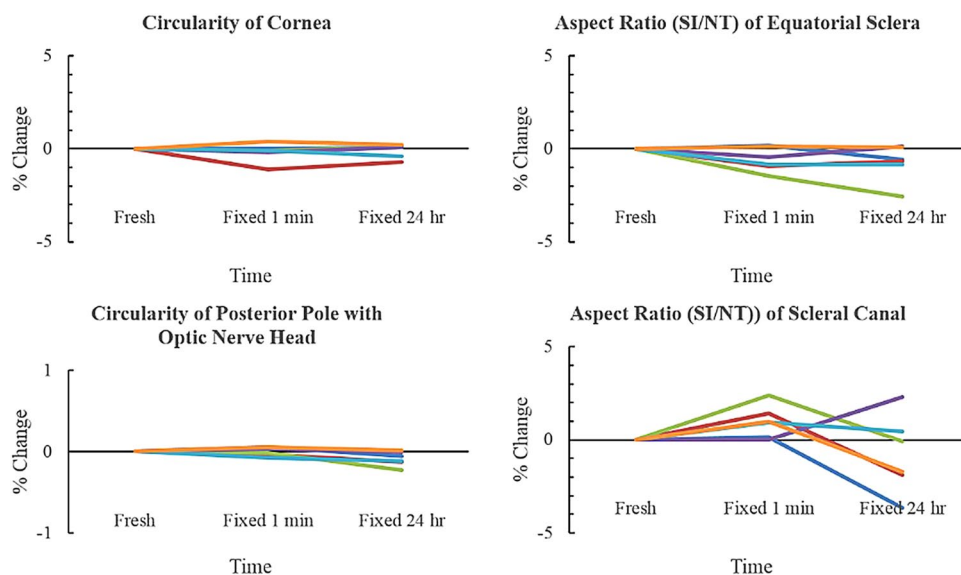 Circularity of Cornea
5
0
-5
% Change
Fresh
Fixed 1 min
Fixed 24 hr
Time
Aspect Ratio (SI/NT) of Equatorial Sclera
5
0
-5
% Change
Fresh
Fixed 1 min
Fixed 24 hr
Time
Circularity of Posterior Pole with
Optic Nerve Head
1
0
-1
% Change
Fresh
Fixed 1 min
Fixed 24 hr
Time
Aspect Ratio (SI/NT)) of Scleral Canal
5
0
-5
% Change
Fresh
Fixed 1 min
Fixed 24 hr
Time